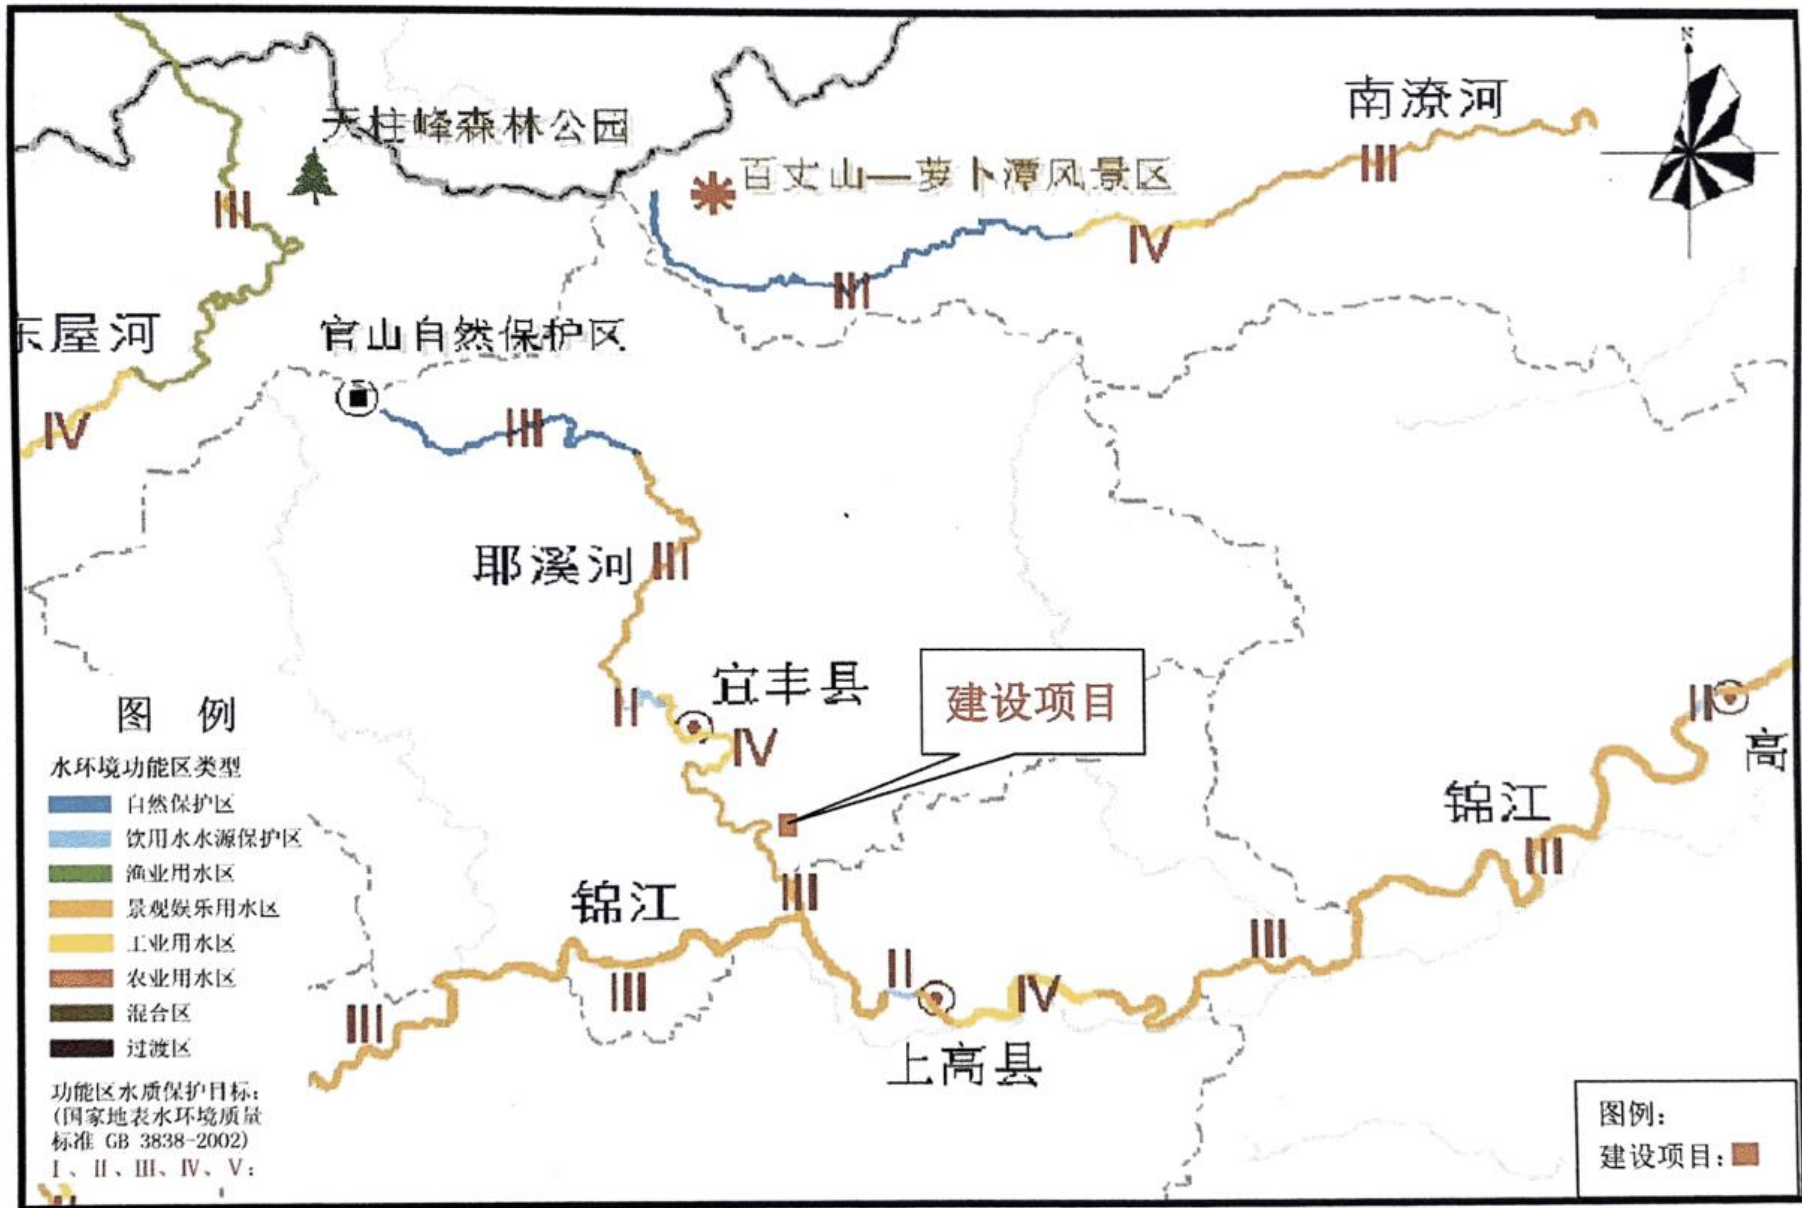 N
南潦河
天柱峰森林公园
百丈山—萝卜潭风景区
III
III
IV
III
东屋河
官山自然保护区
IV
III
耶溪河
III
宜丰县
建设项目
II
IV
II
高
锦江
III
锦江
III
III
II
III
IV
III
上高县
图 例
水环境功能区类型
自然保护区
饮用水水源保护区
渔业用水区
景观娱乐用水区
工业用水区
农业用水区
混合区
过渡区
功能区水质保护目标:
(国家地表水环境质量
标准 GB 3838-2002)
I、II、III、IV、V:
图例:
建设项目: